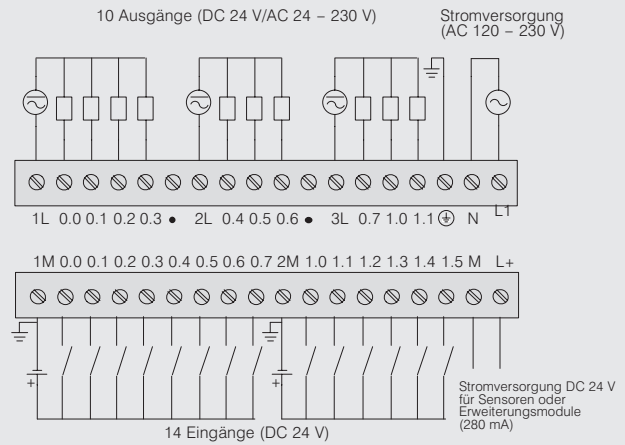 10 Ausgänge (DC 24 V/AC 24 – 230 V)
Stromversorgung
(AC 120 – 230 V)
1L 0.0 0.1 0.2 0.3 • 2L 0.4 0.5 0.6 • 3L 0.7 1.0 1.1 N L1
1M 0.0 0.1 0.2 0.3 0.4 0.5 0.6 0.7 2M 1.0 1.1 1.2 1.3 1.4 1.5 M L+
+
+
Stromversorgung DC 24 V
für Sensoren oder
Erweiterungsmodule
(280 mA)
14 Eingänge (DC 24 V)